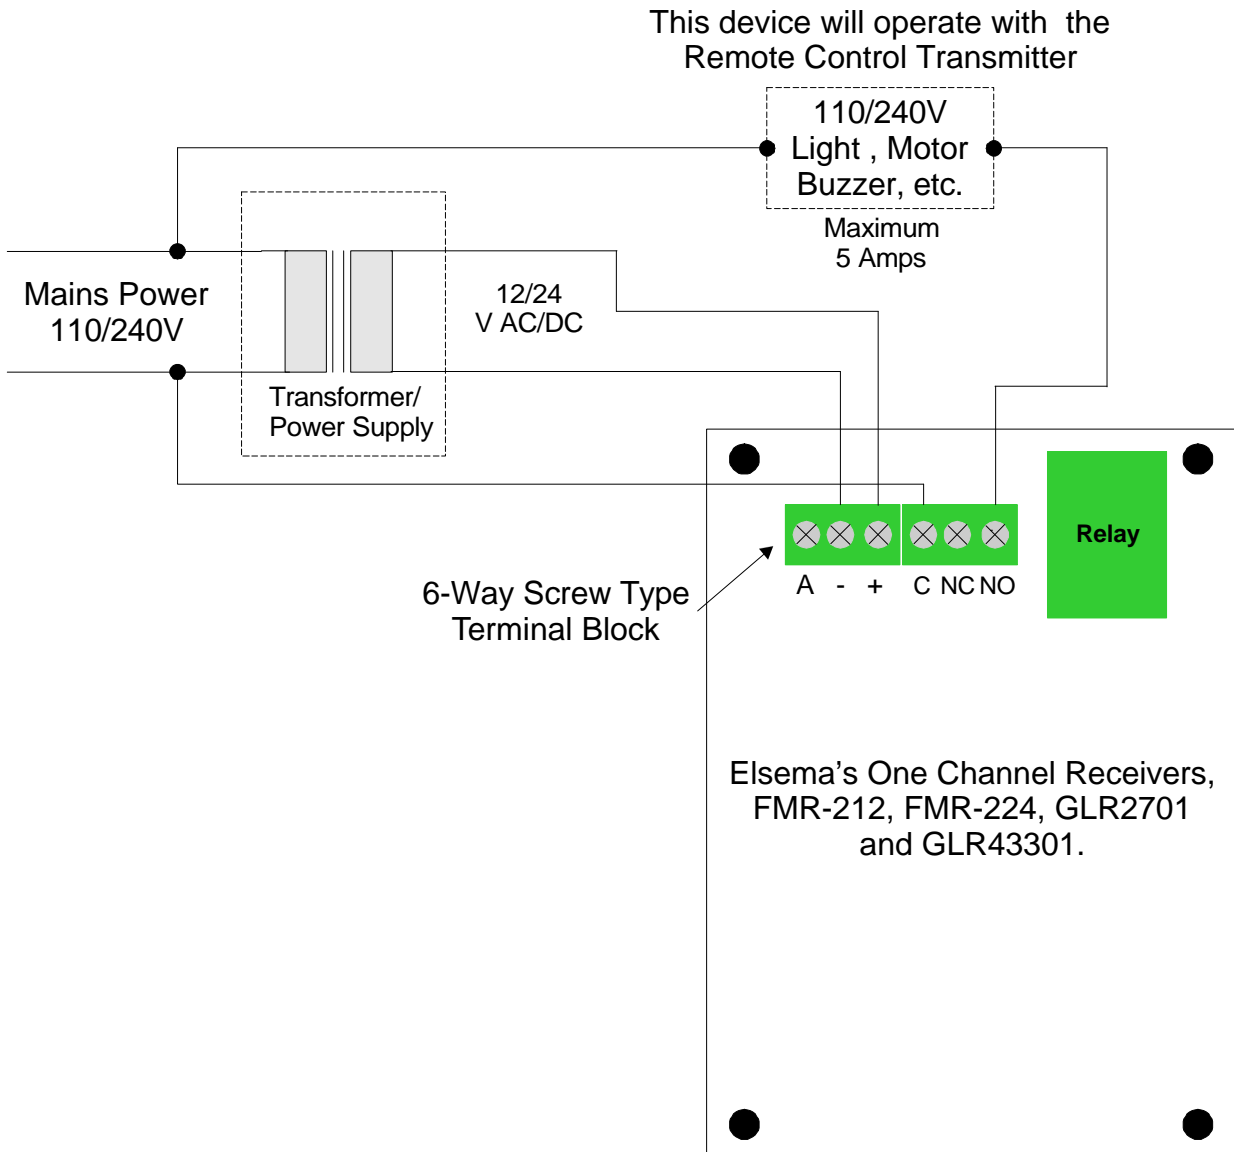 This device will operate with the
Remote Control Transmitter
110/240V
Light , Motor
Buzzer, etc.
Maximum
5 Amps
Mains Power
110/240V
12/24
V AC/DC
Transformer/
Power Supply
Relay
A - + C NC NO
6-Way Screw Type
Terminal Block
Elsema's One Channel Receivers,
FMR-212, FMR-224, GLR2701
and GLR43301.